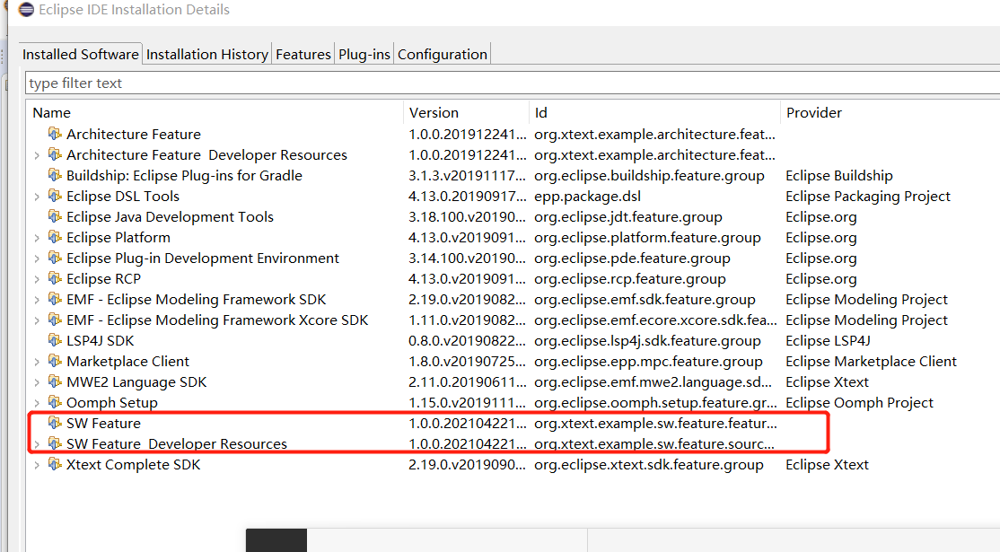 Eclipse IDE Installation Details
Installed Software Installation History Features Plug-ins Configuration
type filter text
Name Version Id Provider
Architecture Feature 1.0.0.201912241... org.xtext.example.architecture.feat...
Architecture Feature Developer Resources 1.0.0.201912241... org.xtext.example.architecture.feat...
Buildship: Eclipse Plug-ins for Gradle 3.1.3.v20191117... org.eclipse.buildship.feature.group Eclipse Buildship
Eclipse DSL Tools 4.13.0.20190917... epp.package.dsl Eclipse Packaging Project
Eclipse Java Development Tools 3.18.100.v20190... org.eclipse.jdt.feature.group Eclipse.org
Eclipse Platform 4.13.0.v2019091... org.eclipse.platform.feature.group Eclipse.org
Eclipse Plug-in Development Environment 3.14.100.v20190... org.eclipse.pde.feature.group Eclipse.org
Eclipse RCP 4.13.0.v2019091... org.eclipse.rcp.feature.group Eclipse.org
EMF - Eclipse Modeling Framework SDK 2.19.0.v2019082... org.eclipse.emf.sdk.feature.group Eclipse Modeling Project
EMF - Eclipse Modeling Framework Xcore SDK 1.11.0.v2019082... org.eclipse.emf.ecore.xcore.sdk.fea... Eclipse Modeling Project
LSP4J SDK 0.8.0.v20190822... org.eclipse.lsp4j.sdk.feature.group Eclipse LSP4J
Marketplace Client 1.8.0.v20190725... org.eclipse.epp.mpc.feature.group Eclipse Marketplace Client
MWE2 Language SDK 2.11.0.v20190611... org.eclipse.emf.mwe2.language.sd... Eclipse Xtext
Oomph Setup 1.15.0.v2019111... org.eclipse.oomph.setup.feature.gr... Eclipse Oomph Project
SW Feature 1.0.0.202104221... org.xtext.example.sw.feature.featur...
SW Feature Developer Resources 1.0.0.202104221... org.xtext.example.sw.feature.sourc...
Xtext Complete SDK 2.19.0.v2019090... org.eclipse.xtext.sdk.feature.group Eclipse Xtext